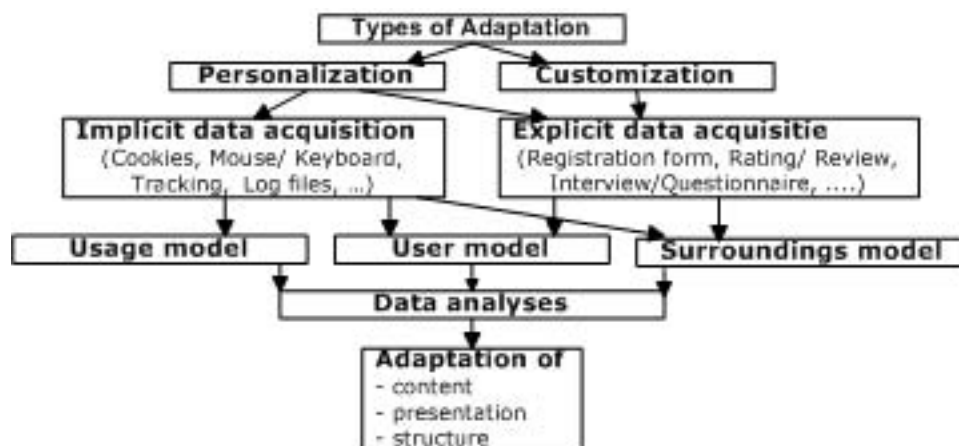 Types of Adaptation
Personalization
Customization
Implicit data acquisition
(Cookies, Mouse/ Keyboard,
Tracking, Log files, ...)
Explicit data acquisitie
(Registration form, Rating/ Review,
Interview/Questionnaire, ....)
Usage model
User model
Surroundings model
Data analyses
Adaptation of
- content
- presentation
- structure